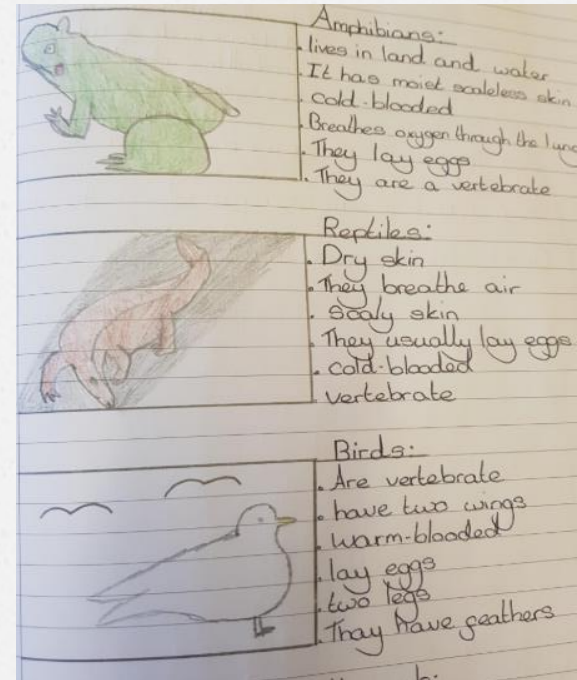 Amphibians:
. lives in land and water
. It has moist scaleless skin
. cold-blooded
. Breathes oxygen through the lung
. They lay eggs
. They are a vertebrate
Reptiles:
. Dry skin
. They breathe air
. Scaly skin
. They usually lay eggs
. cold-blooded
. vertebrate
Birds:
. Are vertebrate
. have two wings
. warm-blooded
. lay eggs
. two legs
. Thay have feathers